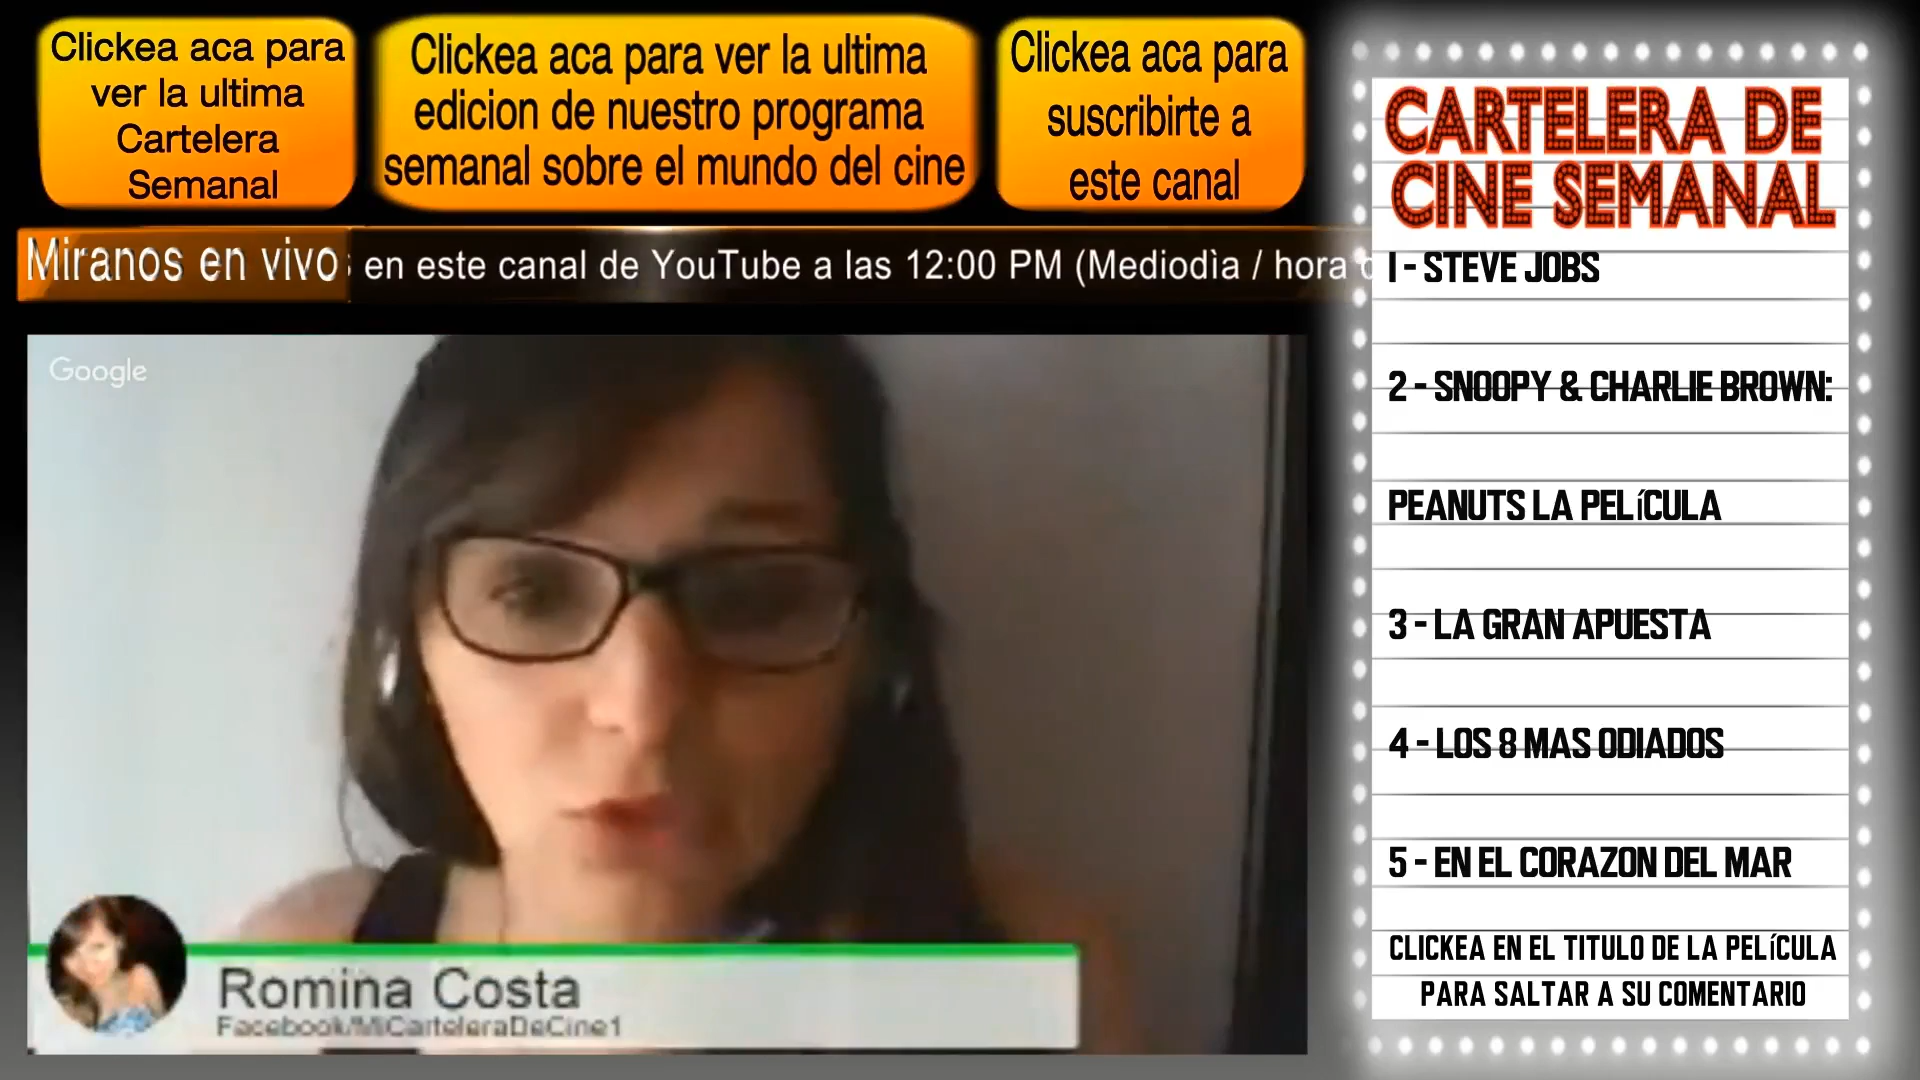 Clickea aca para
ver la ultima
Cartelera
Semanal
Clickea aca para ver la ultima
edicion de nuestro programa
semanal sobre el mundo del cine
Clickea aca para
suscribirte a
este canal
Miranos en vivo
en este canal de YouTube a las 12:00 PM (Mediodìa / hora
Google
Romina Costa
Facebook/MiCarteleraDeCine1
CARTELERA DE
CINE SEMANAL
1 - STEVE JOBS
2 - SNOOPY & CHARLIE BROWN:
PEANUTS LA PELíCULA
3 - LA GRAN APUESTA
4 - LOS 8 MAS ODIADOS
5 - EN EL CORAZON DEL MAR
CLICKEA EN EL TITULO DE LA PELíCULA
PARA SALTAR A SU COMENTARIO